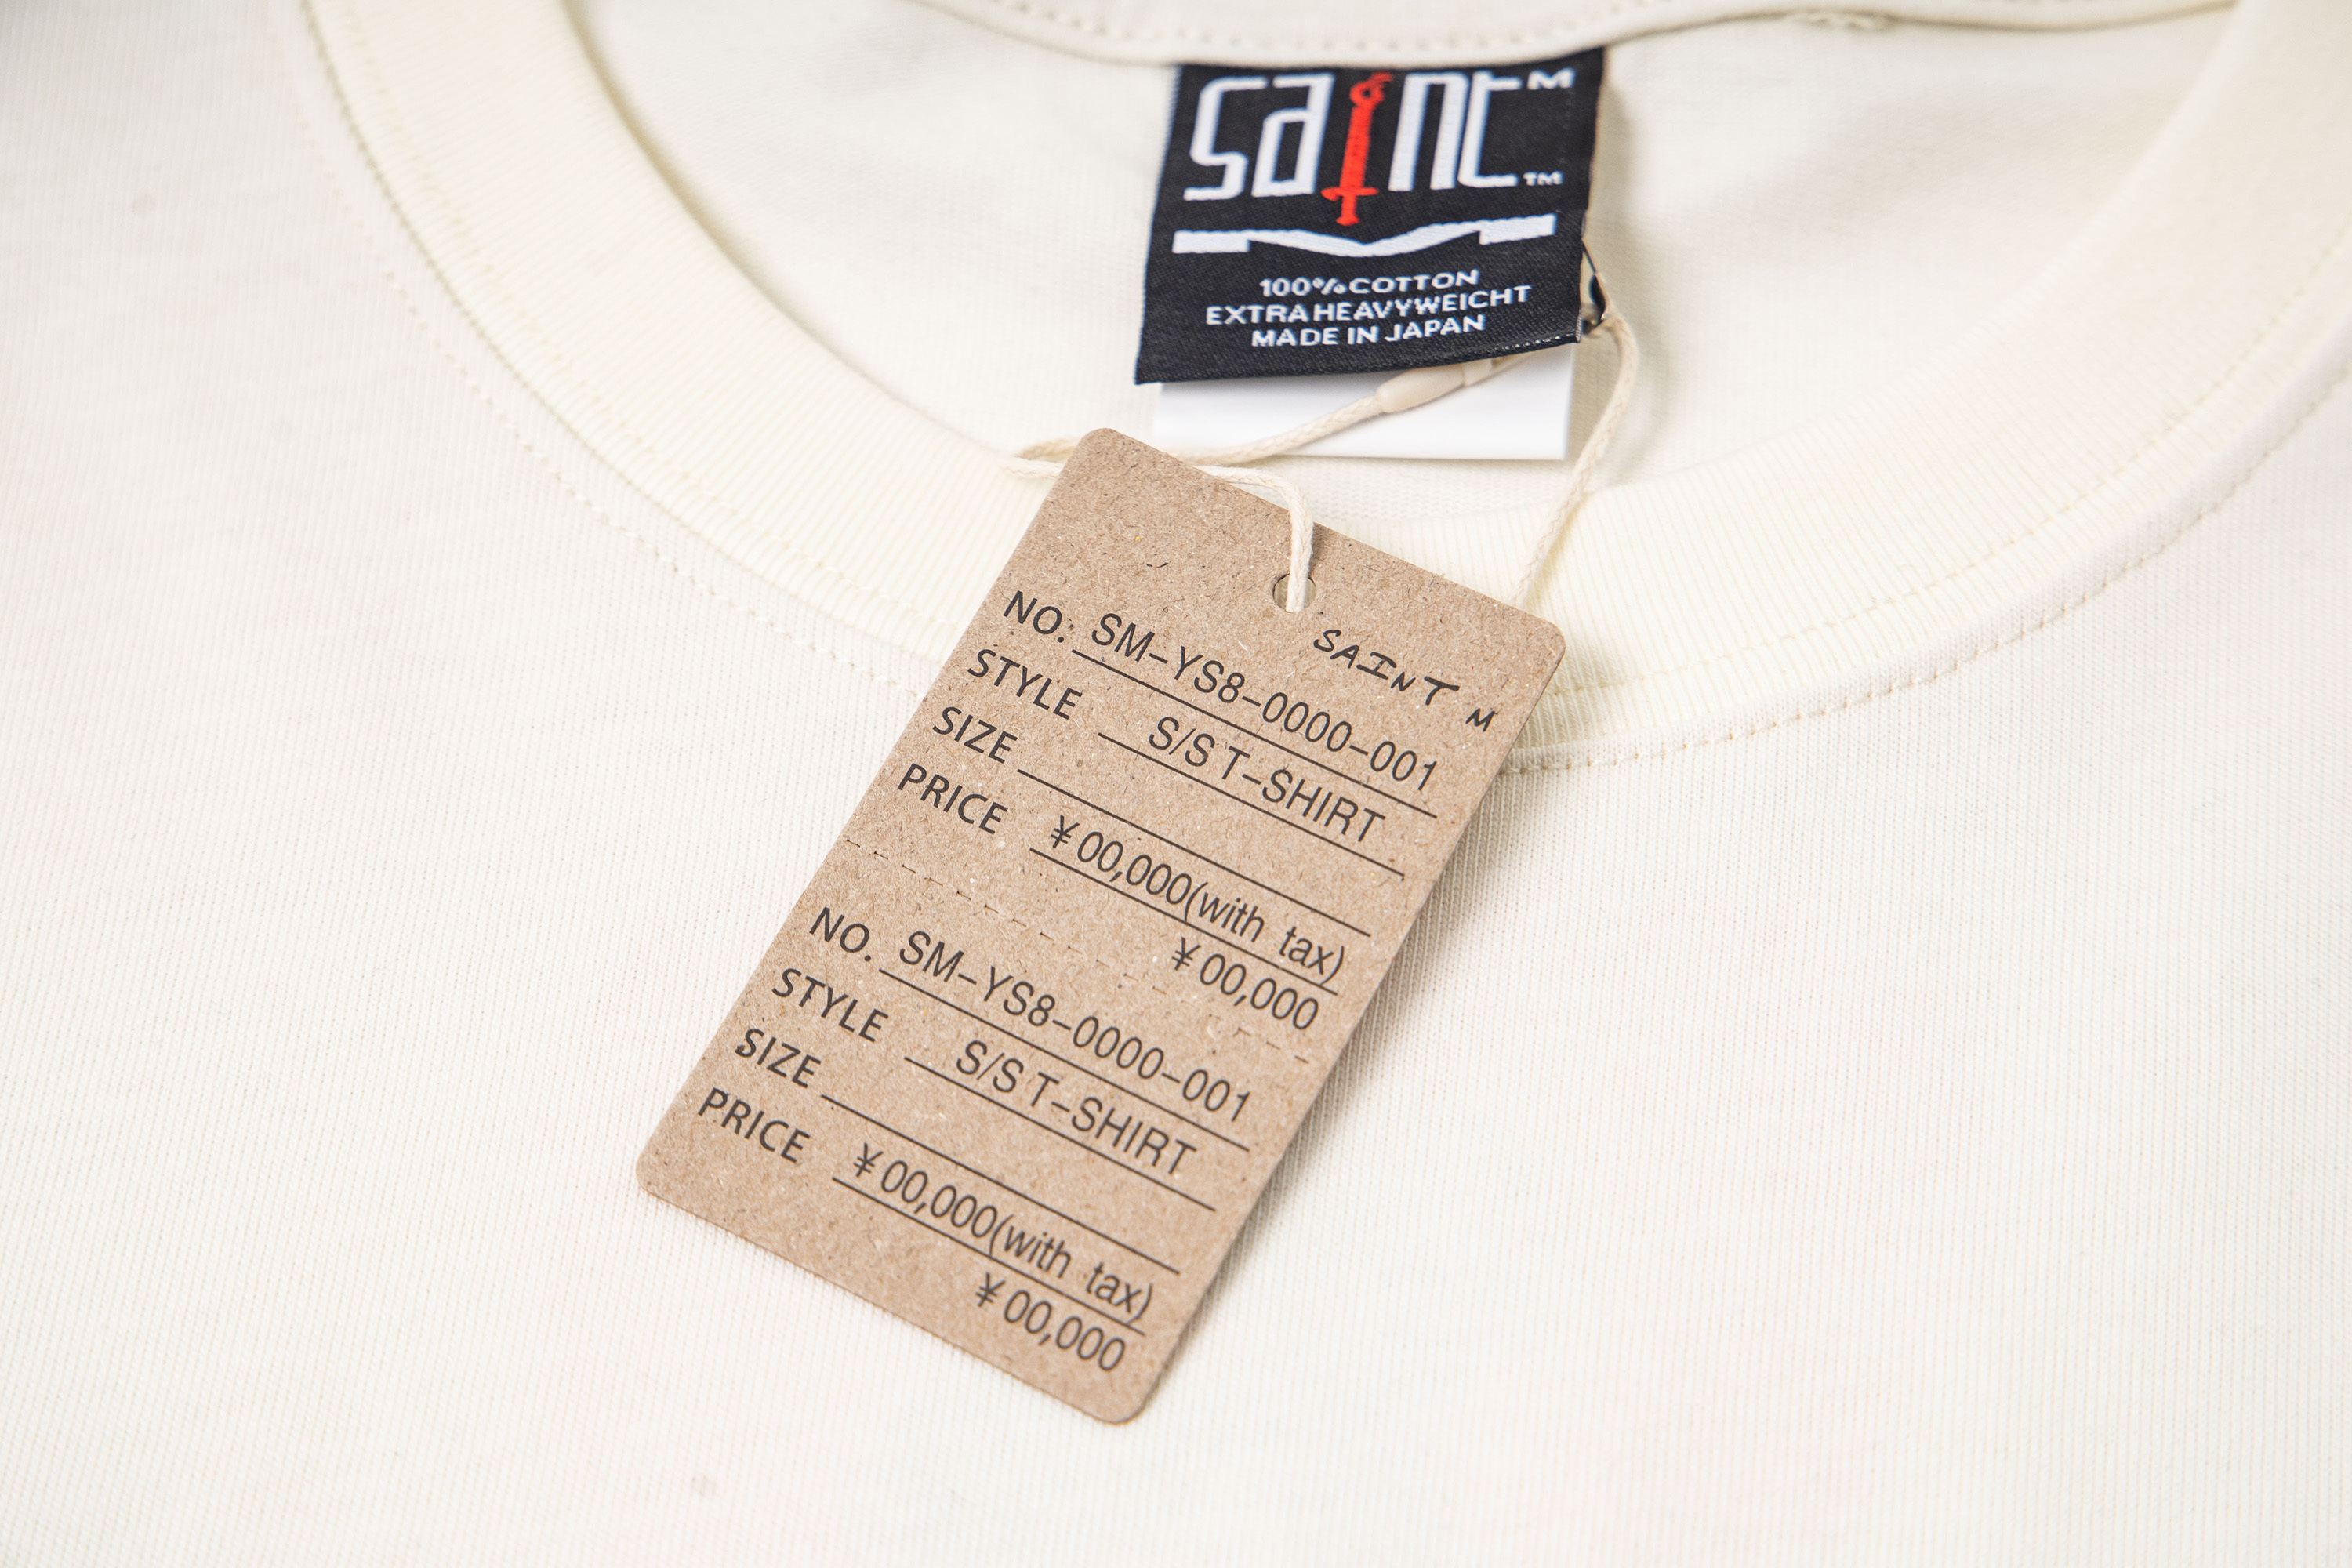 saint M
TM
100% COTTON
EXTRA HEAVYWEIGHT
MADE IN JAPAN
SAINT M
NO. SM-YS8-0000-001
STYLE S/S T-SHIRT
SIZE
PRICE ¥00,000(with tax)
¥00,000
NO. SM-YS8-0000-001
STYLE S/S T-SHIRT
SIZE
PRICE ¥00,000(with tax)
¥00,000